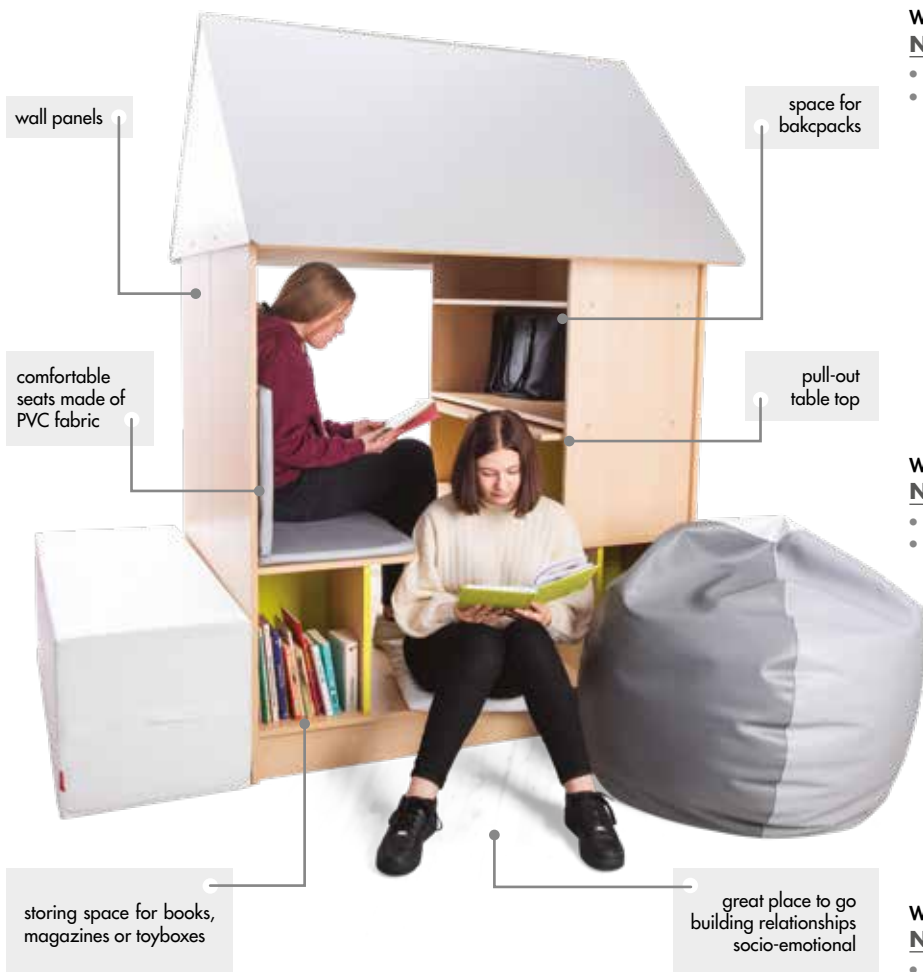 wall panels
space for
bakcpacks
comfortable
seats made of
PVC fabric
pull-out
table top
storing space for books,
magazines or toyboxes
great place to go
building relationships
socio-emotional